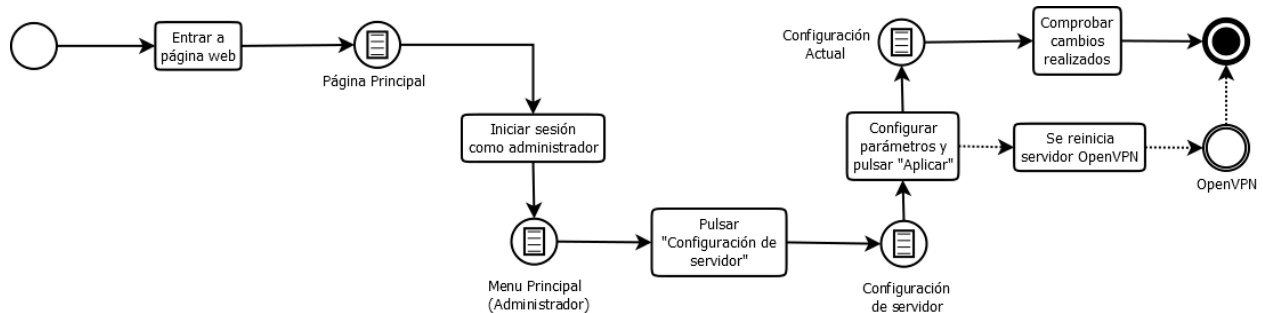 Entrar a
página web
Página Principal
Iniciar sesión
como administrador
Menu Principal
(Administrador)
Pulsar
"Configuración de
servidor"
Configuración
de servidor
Configurar
parámetros y
pulsar "Aplicar"
Configuración
Actual
Comprobar
cambios
realizados
Se reinicia
servidor OpenVPN
OpenVPN